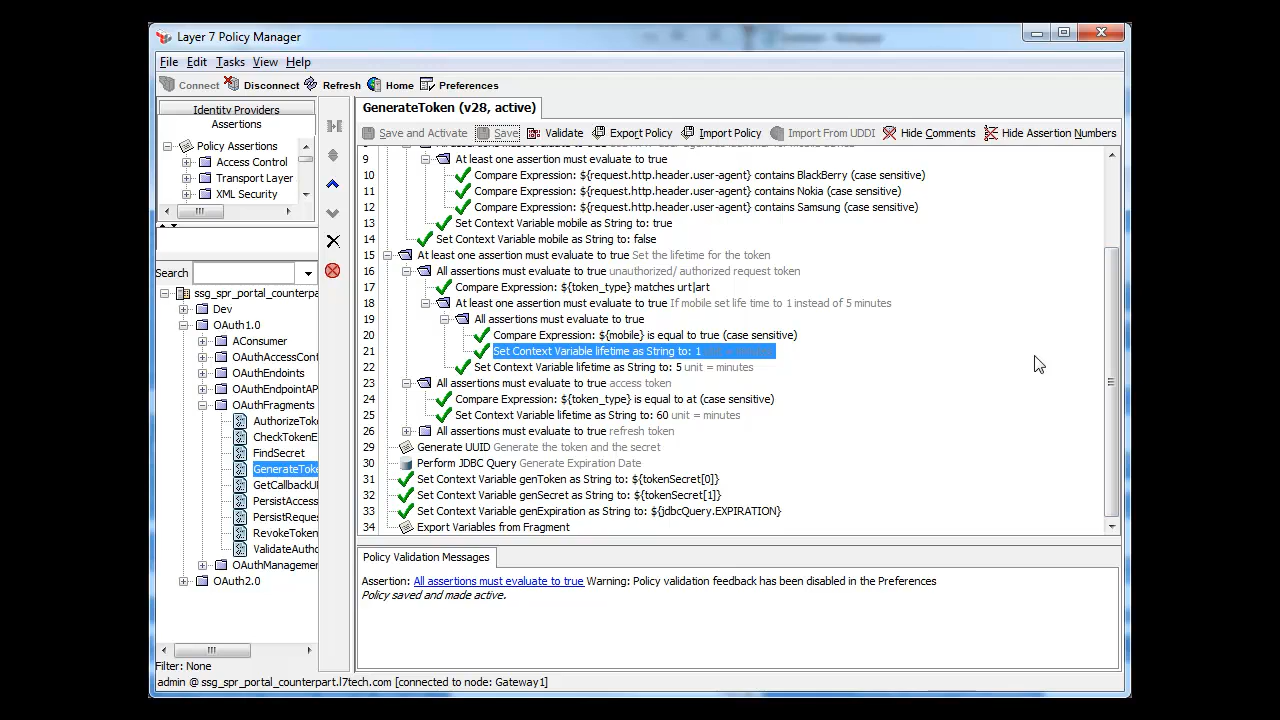 Layer 7 Policy Manager
File Edit Tasks View Help
Connect Disconnect Refresh Home Preferences
Identity Providers
Assertions
Policy Assertions
Access Control
Transport Layer
XML Security
Search
ssg_spr_portal_counterpa
Dev
OAuth1.0
AConsumer
OAuthAccessCont
OAuthEndoints
OAuthEndpointAP
OAuthFragments
AuthorizeToke
CheckTokenE
FindSecret
GenerateToke
GetCallbackU
PersistAccess
PersistReque
RevokeToken
ValidateAutho
OAuthManageme
OAuth2.0
Filter: None
GenerateToken (v28, active)
Save and Activate Save Validate Export Policy Import Policy Import From UDDI Hide Comments Hide Assertion Numbers
9 At least one assertion must evaluate to true
10 Compare Expression: ${request.http.header.user-agent} contains BlackBerry (case sensitive)
11 Compare Expression: ${request.http.header.user-agent} contains Nokia (case sensitive)
12 Compare Expression: ${request.http.header.user-agent} contains Samsung (case sensitive)
13 Set Context Variable mobile as String to: true
14 Set Context Variable mobile as String to: false
15 At least one assertion must evaluate to true Set the lifetime for the token
16 All assertions must evaluate to true unauthorized/ authorized request token
17 Compare Expression: ${token_type} matches urt|art
18 At least one assertion must evaluate to true If mobile set life time to 1 instead of 5 minutes
19 All assertions must evaluate to true
20 Compare Expression: ${mobile} is equal to true (case sensitive)
21 Set Context Variable lifetime as String to: 1 unit = minutes
22 Set Context Variable lifetime as String to: 5 unit = minutes
23 All assertions must evaluate to true access token
24 Compare Expression: ${token_type} is equal to at (case sensitive)
25 Set Context Variable lifetime as String to: 60 unit = minutes
26 All assertions must evaluate to true refresh token
29 Generate UUID Generate the token and the secret
30 Perform JDBC Query Generate Expiration Date
31 Set Context Variable genToken as String to: ${tokenSecret[0]}
32 Set Context Variable genSecret as String to: ${tokenSecret[1]}
33 Set Context Variable genExpiration as String to: ${jdbcQuery.EXPIRATION}
34 Export Variables from Fragment
Policy Validation Messages
Assertion: All assertions must evaluate to true Warning: Policy validation feedback has been disabled in the Preferences
Policy saved and made active.
admin @ ssg_spr_portal_counterpart.l7tech.com [connected to node: Gateway1]